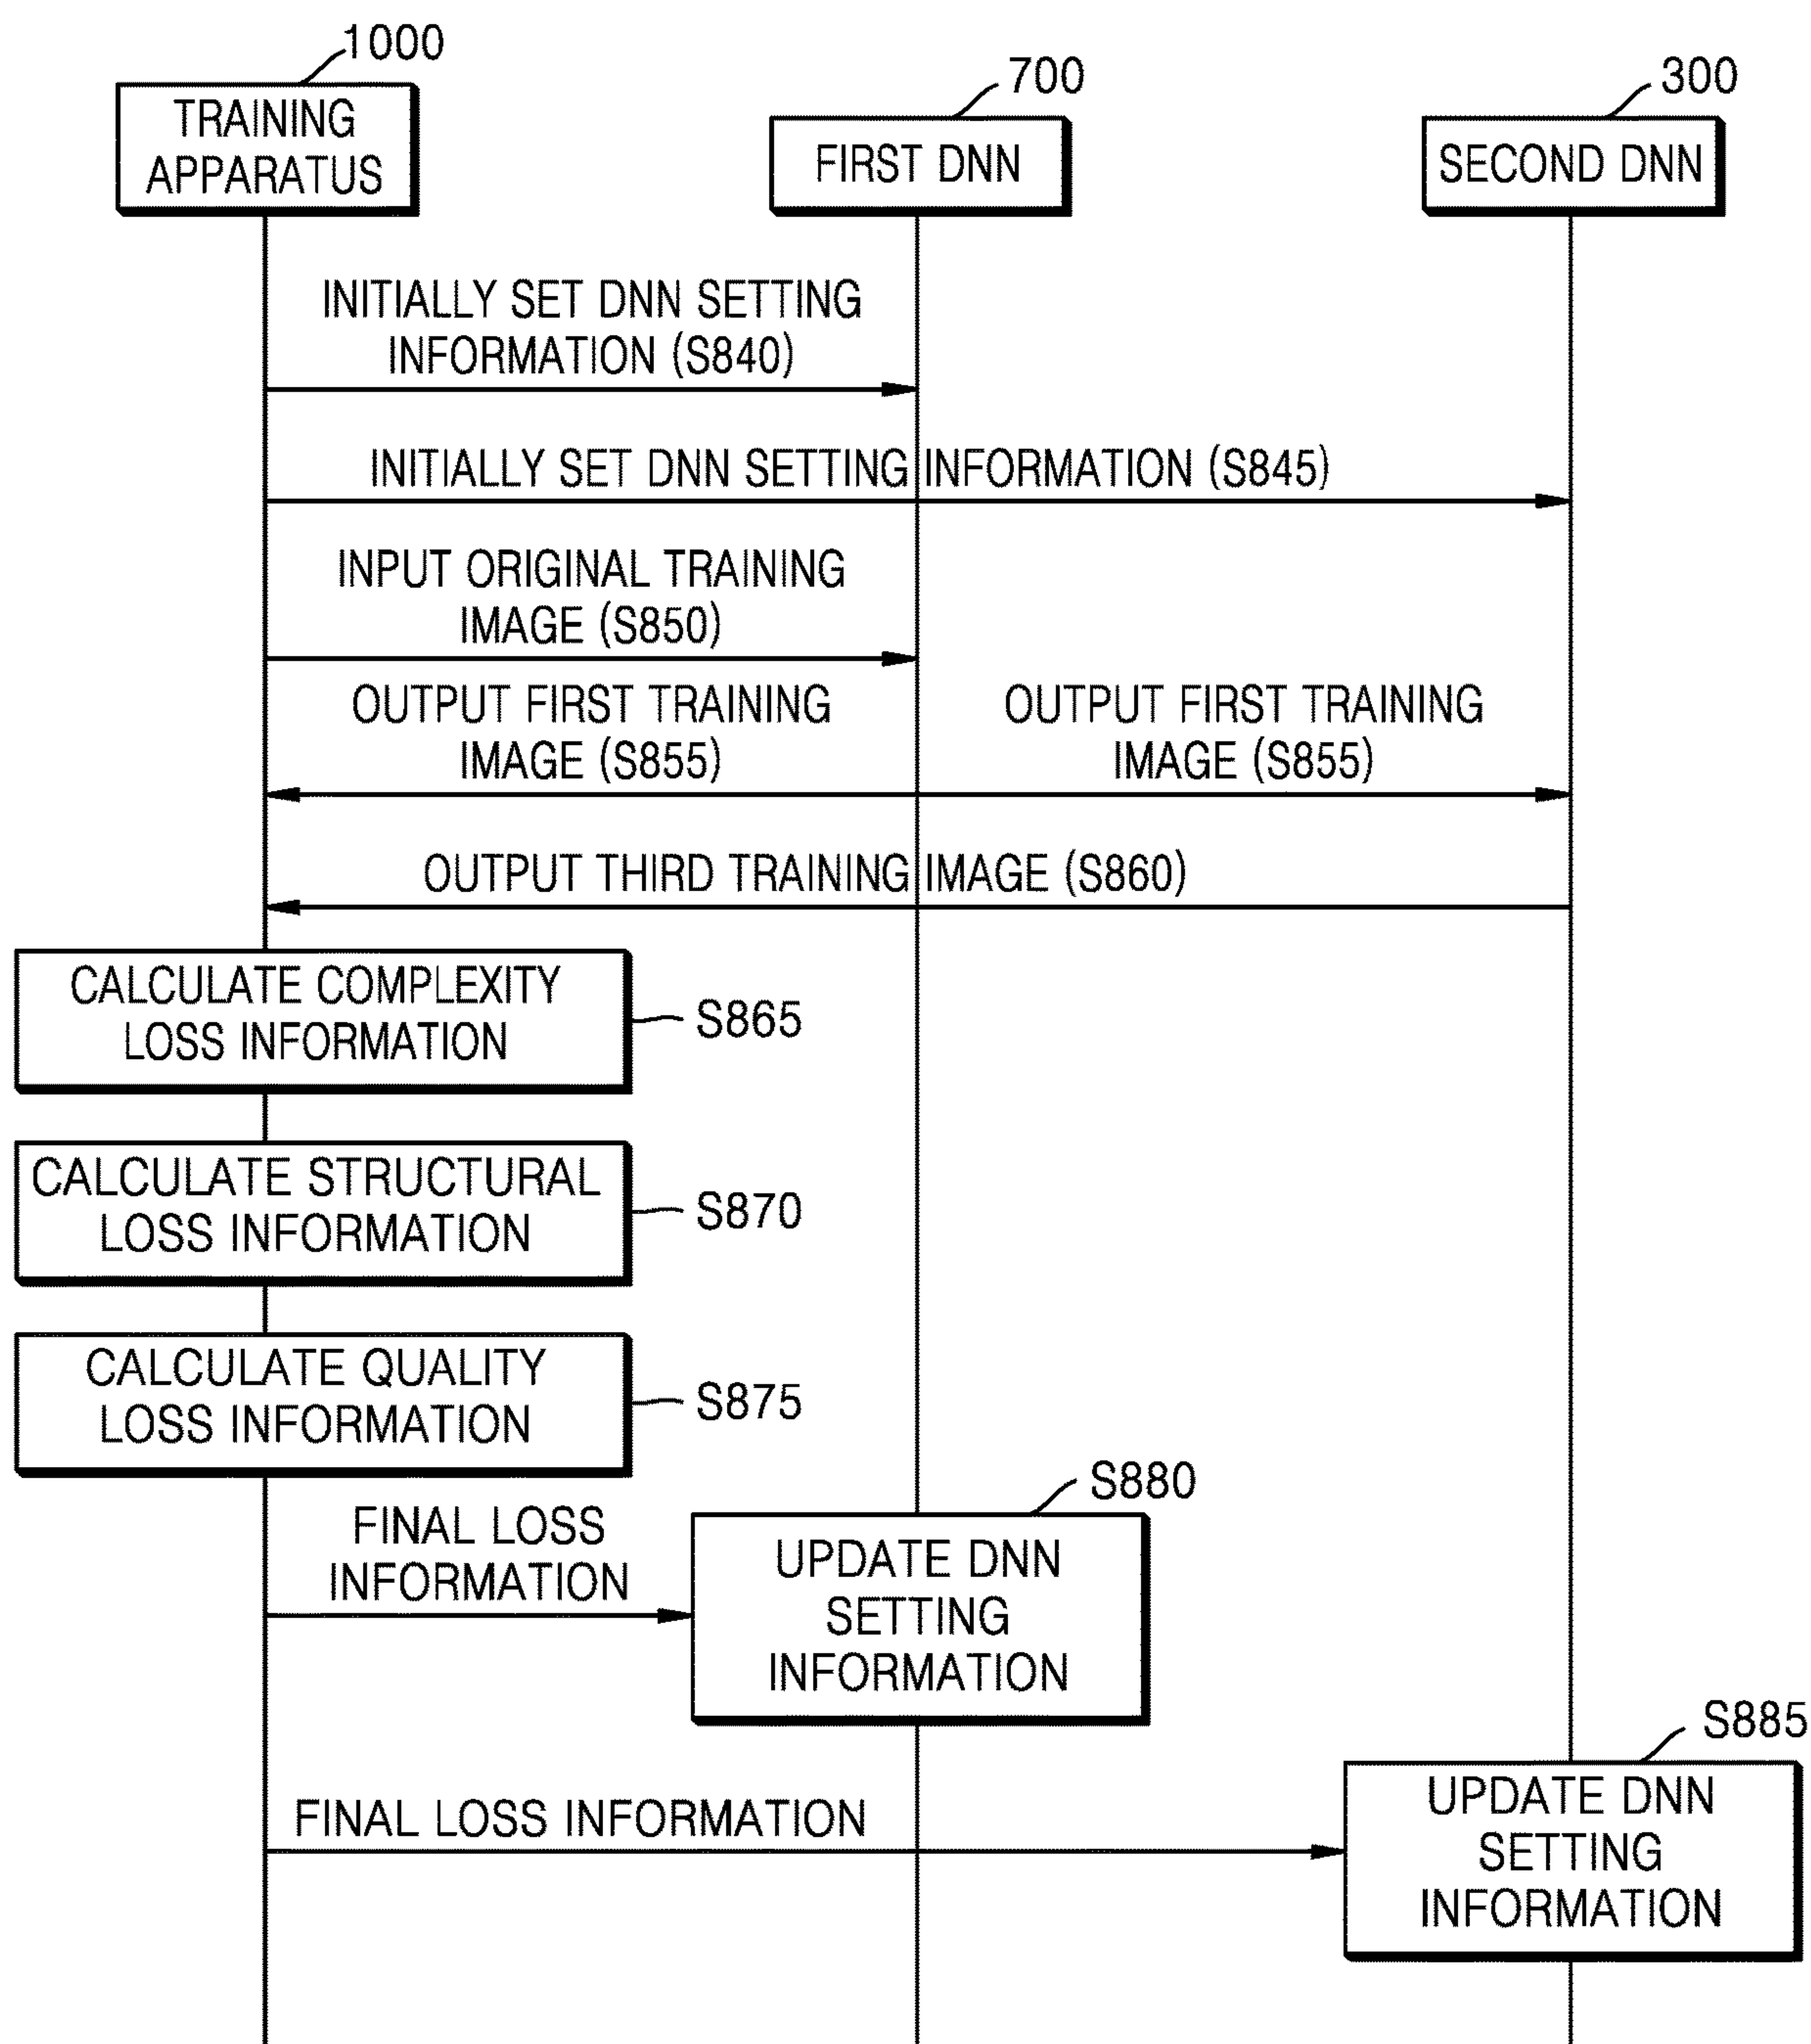 1000
TRAINING
APPARATUS
700
FIRST DNN
300
SECOND DNN
INITIALLY SET DNN SETTING
INFORMATION (S840)
INITIALLY SET DNN SETTING INFORMATION (S845)
INPUT ORIGINAL TRAINING
IMAGE (S850)
OUTPUT FIRST TRAINING
IMAGE (S855)
OUTPUT FIRST TRAINING
IMAGE (S855)
OUTPUT THIRD TRAINING IMAGE (S860)
CALCULATE COMPLEXITY
LOSS INFORMATION
S865
CALCULATE STRUCTURAL
LOSS INFORMATION
S870
CALCULATE QUALITY
LOSS INFORMATION
S875
FINAL LOSS
INFORMATION
S880
UPDATE DNN
SETTING
INFORMATION
FINAL LOSS INFORMATION
S885
UPDATE DNN
SETTING
INFORMATION